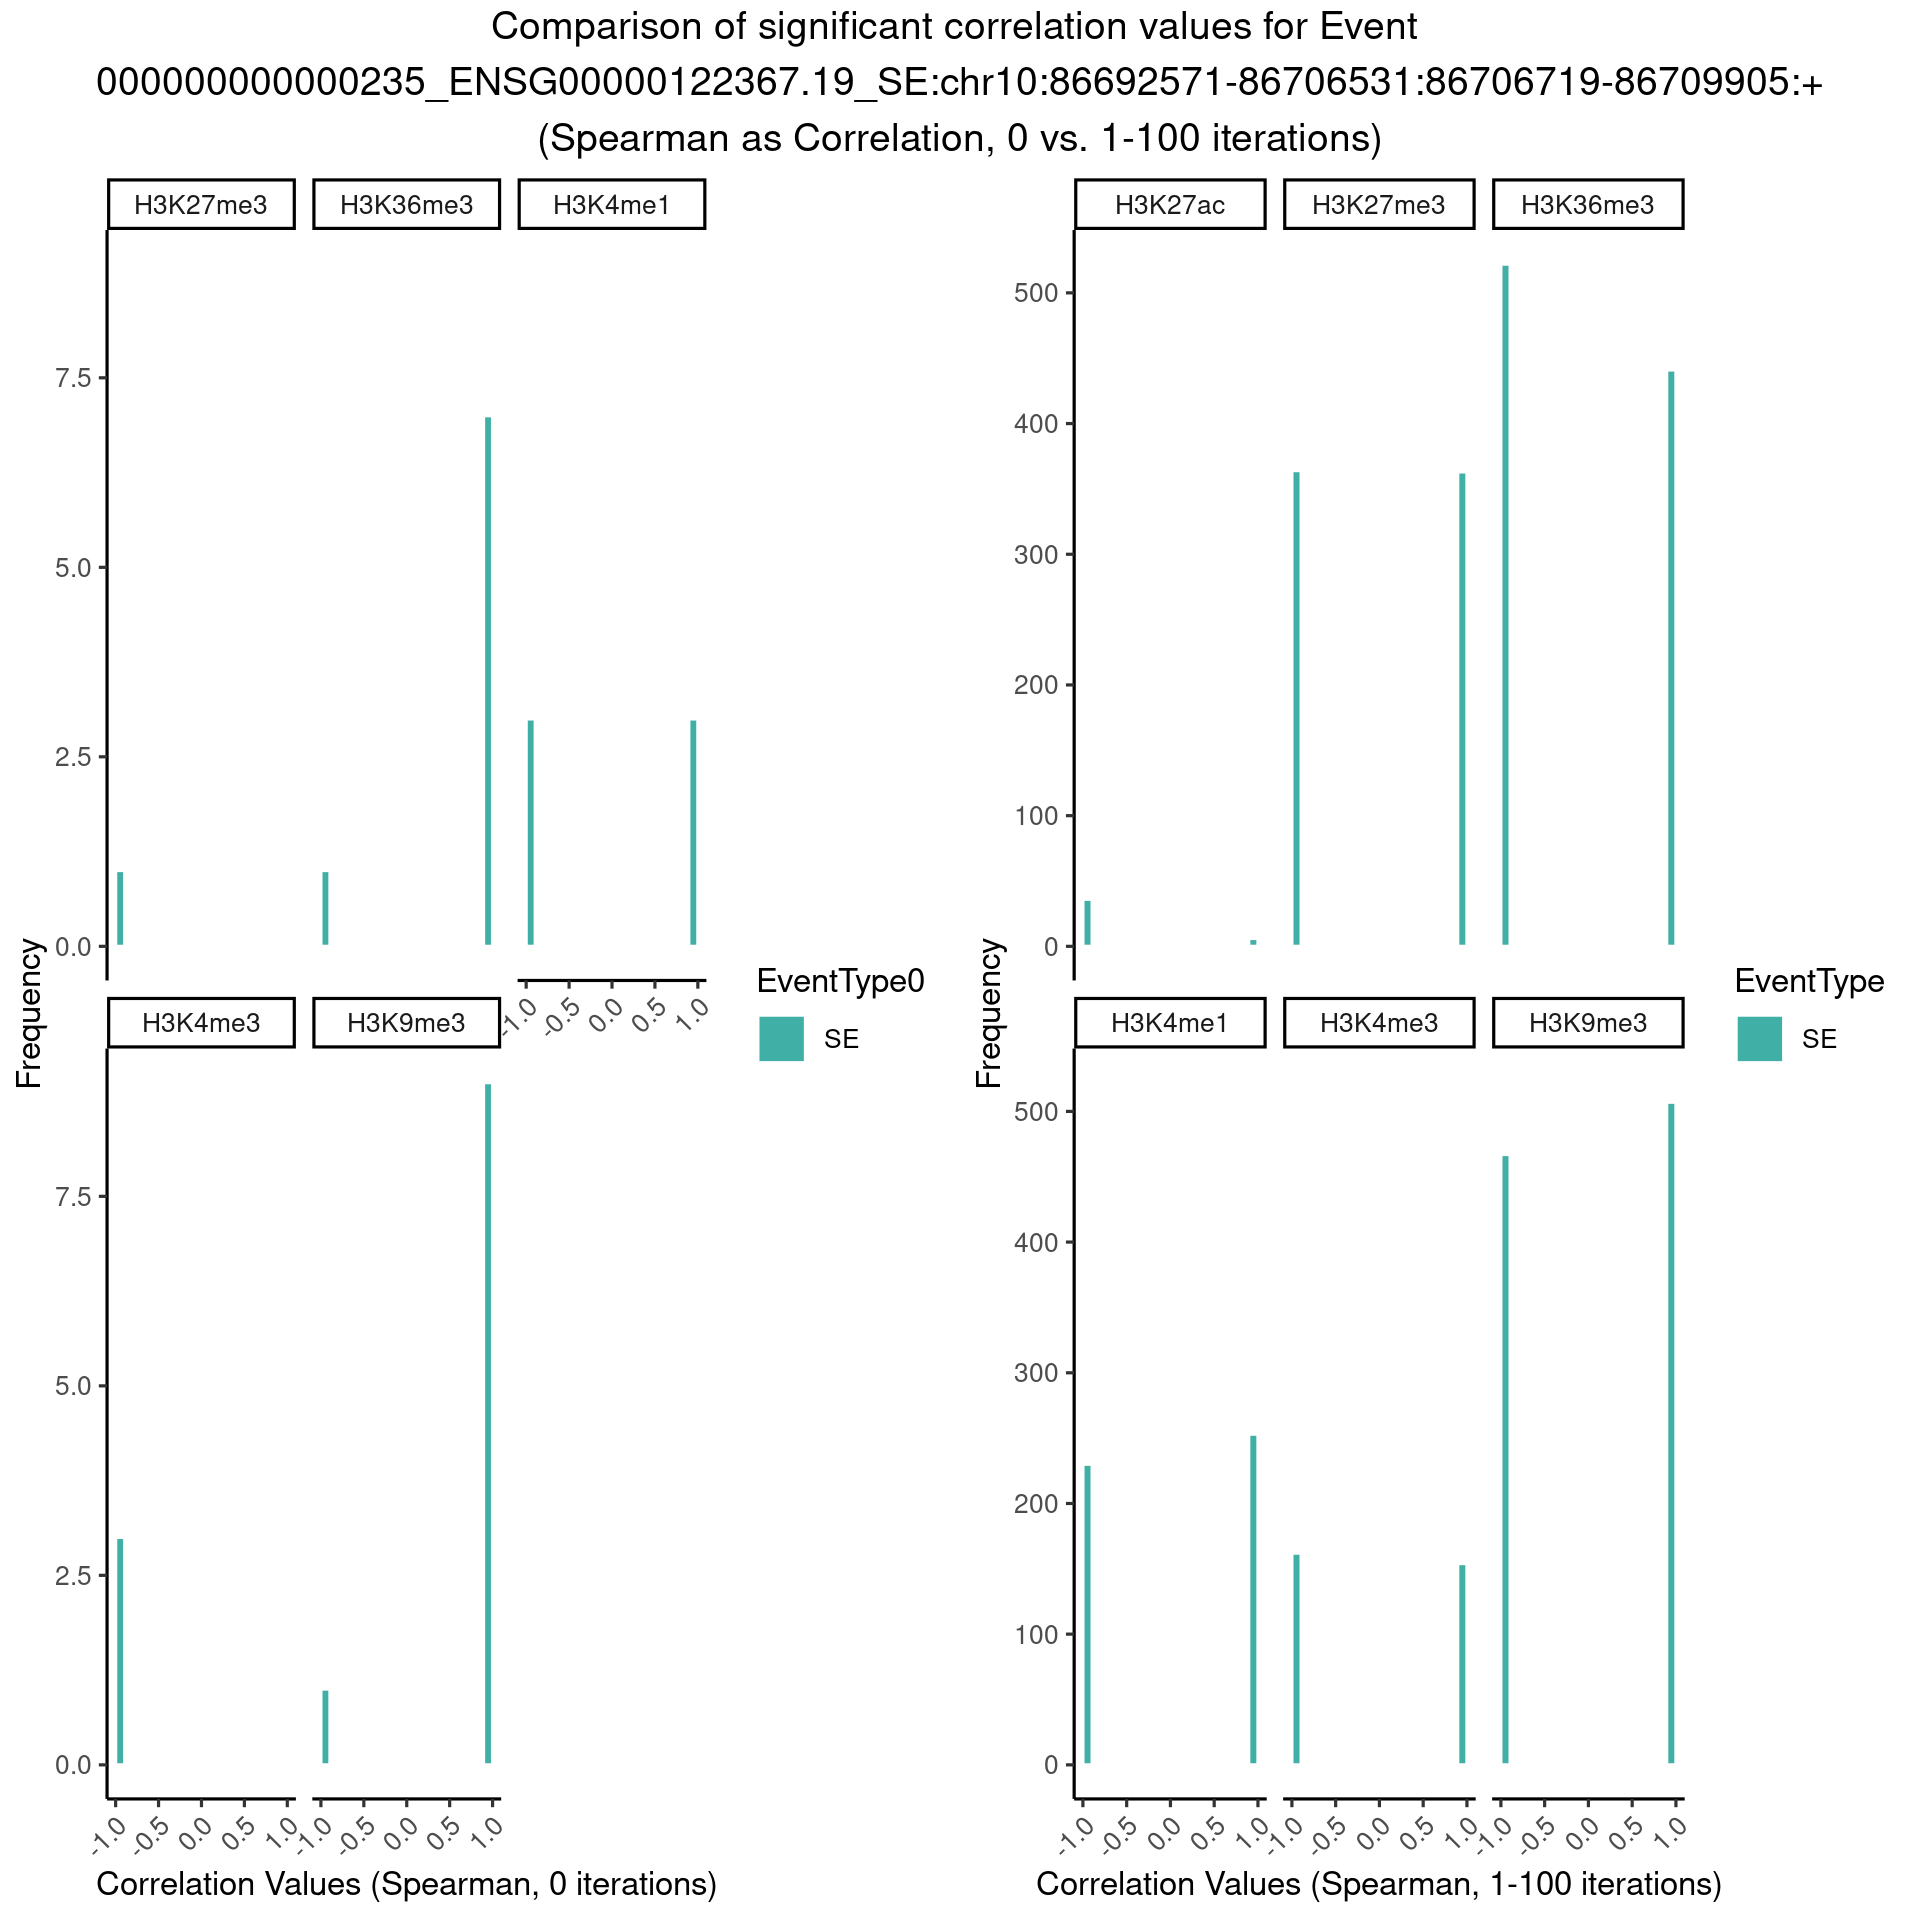 Comparison of significant correlation values for Event
000000000000235_ENSG00000122367.19_SE:chr10:86692571-86706531:86706719-86709905:+
(Spearman as Correlation, 0 vs. 1-100 iterations)
H3K27me3 H3K36me3 H3K4me1
7.5
5.0
2.5
0.0
-1.0 -0.5 0.0 0.5 1.0
H3K4me3 H3K9me3
7.5
5.0
2.5
0.0
-1.0 -0.5 0.0 0.5 1.0 -1.0 -0.5 0.0 0.5 1.0
Frequency
Correlation Values (Spearman, 0 iterations)
EventType0
SE
H3K27ac H3K27me3 H3K36me3
500
400
300
200
100
0
H3K4me1 H3K4me3 H3K9me3
500
400
300
200
100
0
-1.0 -0.5 0.0 0.5 1.0 -1.0 -0.5 0.0 0.5 1.0 -1.0 -0.5 0.0 0.5 1.0
Frequency
Correlation Values (Spearman, 1-100 iterations)
EventType
SE